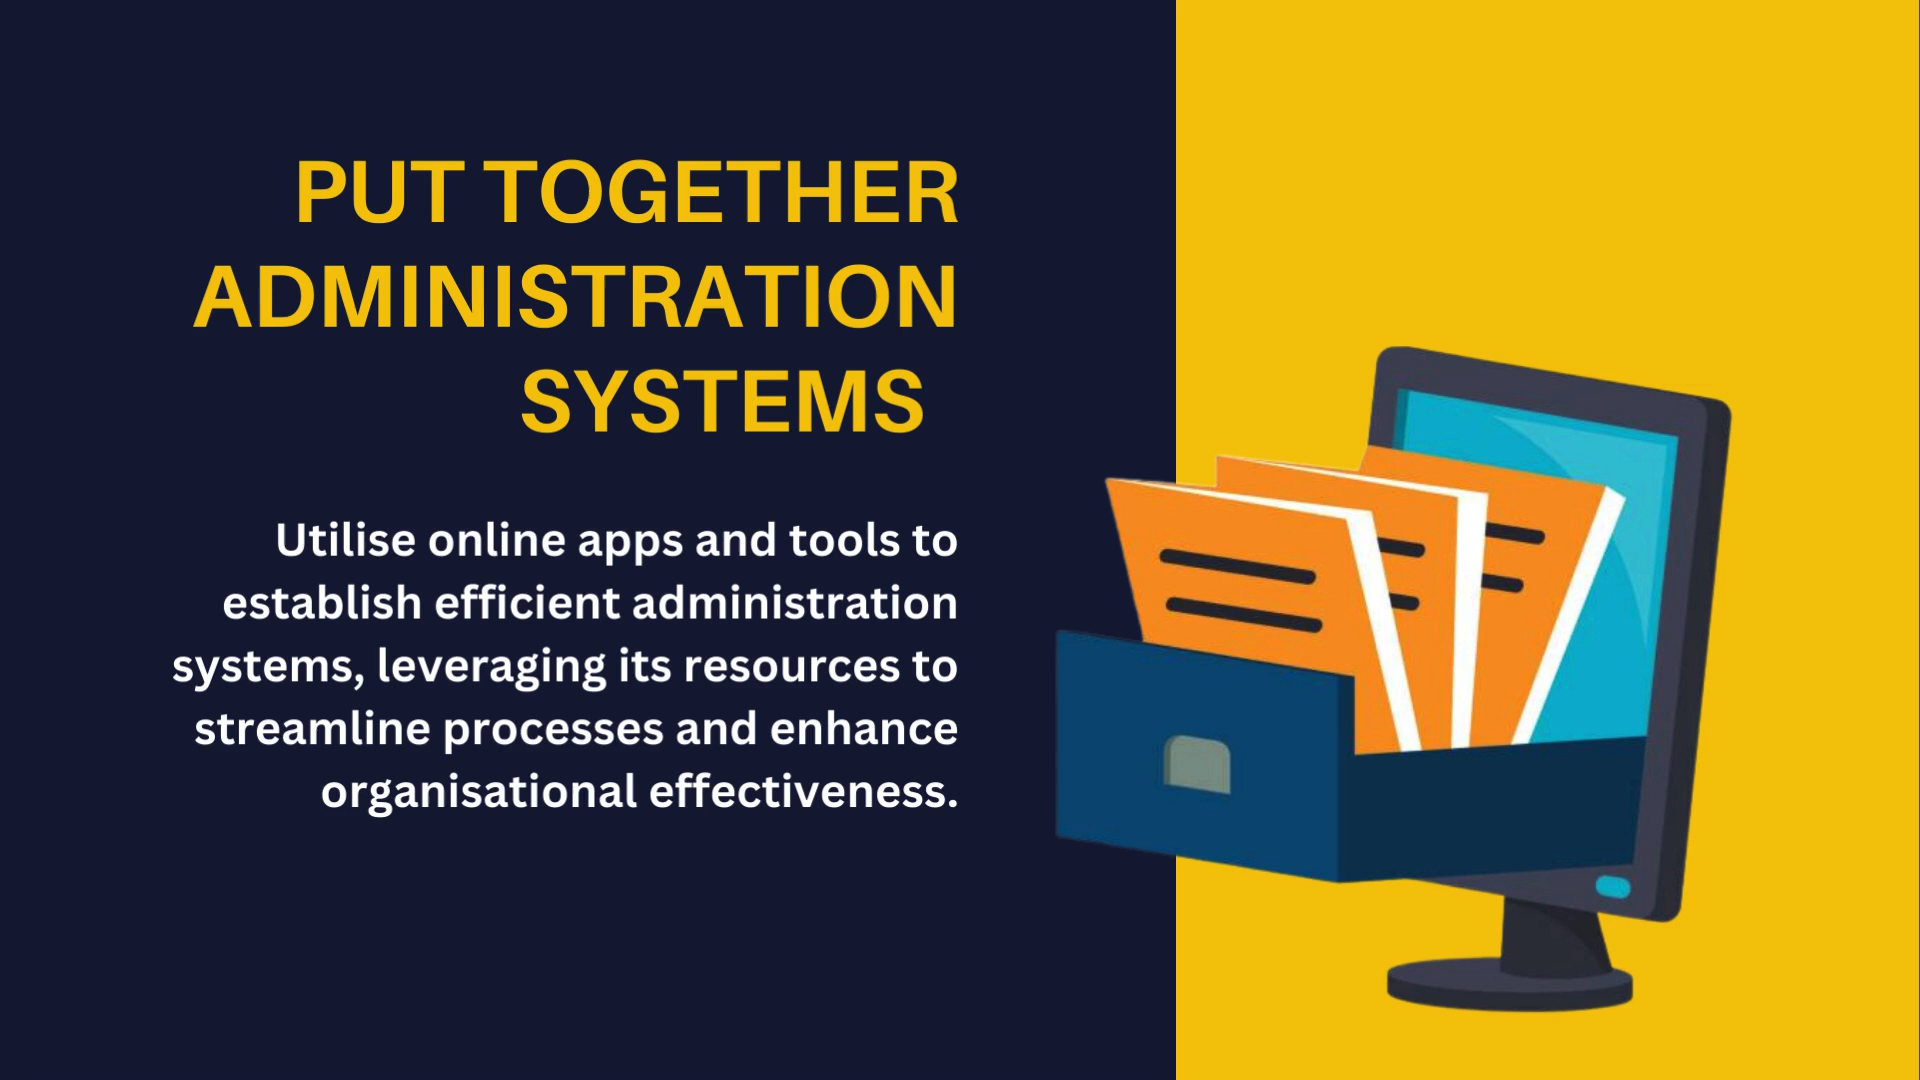 PUT TOGETHER
ADMINISTRATION
SYSTEMS
Utilise online apps and tools to
establish efficient administration
systems, leveraging its resources to
streamline processes and enhance
organisational effectiveness.